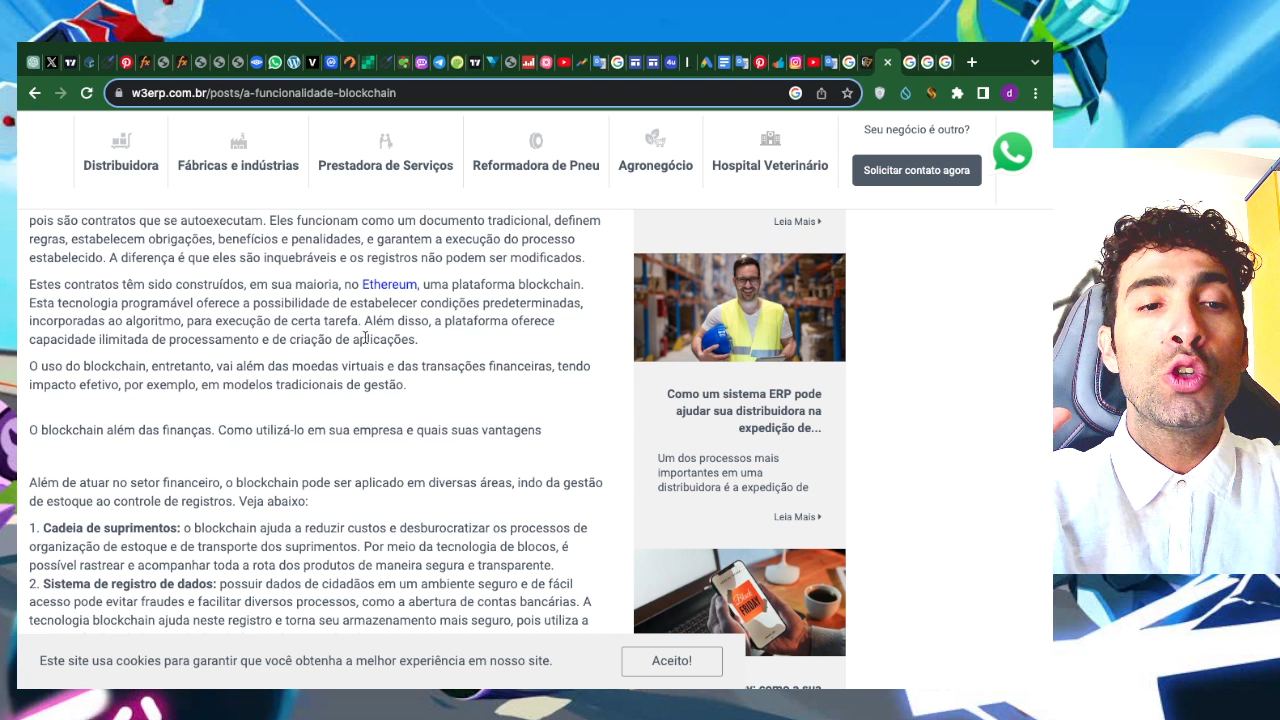 w3erp.com.br/posts/a-funcionalidade-blockchain
d
Distribuidora
Fábricas e indústrias
Prestadora de Serviços
Reformadora de Pneu
Agronegócio
Hospital Veterinário
Seu negócio é outro?
Solicitar contato agora
pois são contratos que se autoexecutam. Eles funcionam como um documento tradicional, definem
regras, estabelecem obrigações, benefícios e penalidades, e garantem a execução do processo
estabelecido. A diferença é que eles são inquebráveis e os registros não podem ser modificados.
Estes contratos têm sido construídos, em sua maioria, no Ethereum, uma plataforma blockchain.
Esta tecnologia programável oferece a possibilidade de estabelecer condições predeterminadas,
incorporadas ao algoritmo, para execução de certa tarefa. Além disso, a plataforma oferece
capacidade ilimitada de processamento e de criação de aplicações.
O uso do blockchain, entretanto, vai além das moedas virtuais e das transações financeiras, tendo
impacto efetivo, por exemplo, em modelos tradicionais de gestão.
O blockchain além das finanças. Como utilizá-lo em sua empresa e quais suas vantagens
Além de atuar no setor financeiro, o blockchain pode ser aplicado em diversas áreas, indo da gestão
de estoque ao controle de registros. Veja abaixo:
1. Cadeia de suprimentos: o blockchain ajuda a reduzir custos e desburocratizar os processos de
organização de estoque e de transporte dos suprimentos. Por meio da tecnologia de blocos, é
possível rastrear e acompanhar toda a rota dos produtos de maneira segura e transparente.
2. Sistema de registro de dados: possuir dados de cidadãos em um ambiente seguro e de fácil
acesso pode evitar fraudes e facilitar diversos processos, como a abertura de contas bancárias. A
tecnologia blockchain ajuda neste registro e torna seu armazenamento mais seguro, pois utiliza a
Leia Mais
Como um sistema ERP pode
ajudar sua distribuidora na
expedição de...
Um dos processos mais
importantes em uma
distribuidora é a expedição de
Leia Mais
Black
FRIDAY
como a sua
Este site usa cookies para garantir que você obtenha a melhor experiência em nosso site.
Aceito!